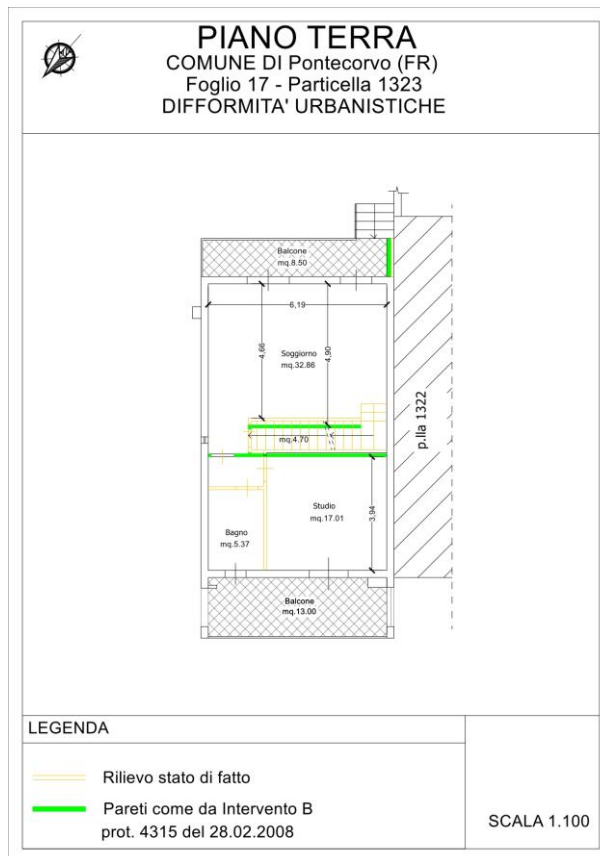 PIANO TERRA
COMUNE DI Pontecorvo (FR)
Foglio 17 - Particella 1323
DIFFORMITA' URBANISTICHE
Balcone
mq.8.50
6,19
4,66
Soggiorno
mq.32.86
4,90
p.lla 1322
mq.4.70
Studio
mq.17.01
3,94
Bagno
mq.5.37
Balcone
mq.13.00
LEGENDA
Rilievo stato di fatto
Pareti come da Intervento B
prot. 4315 del 28.02.2008
SCALA 1.100